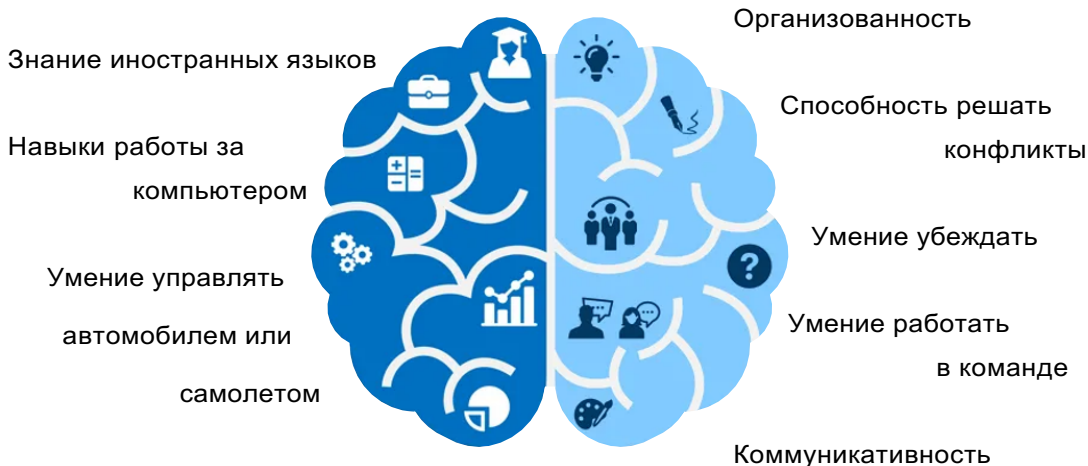 Знание иностранных языков
Навыки работы за
компьютером
Умение управлять
автомобилем или
самолетом
Организованность
Способность решать
конфликты
Умение убеждать
Умение работать
в команде
Коммуникативность